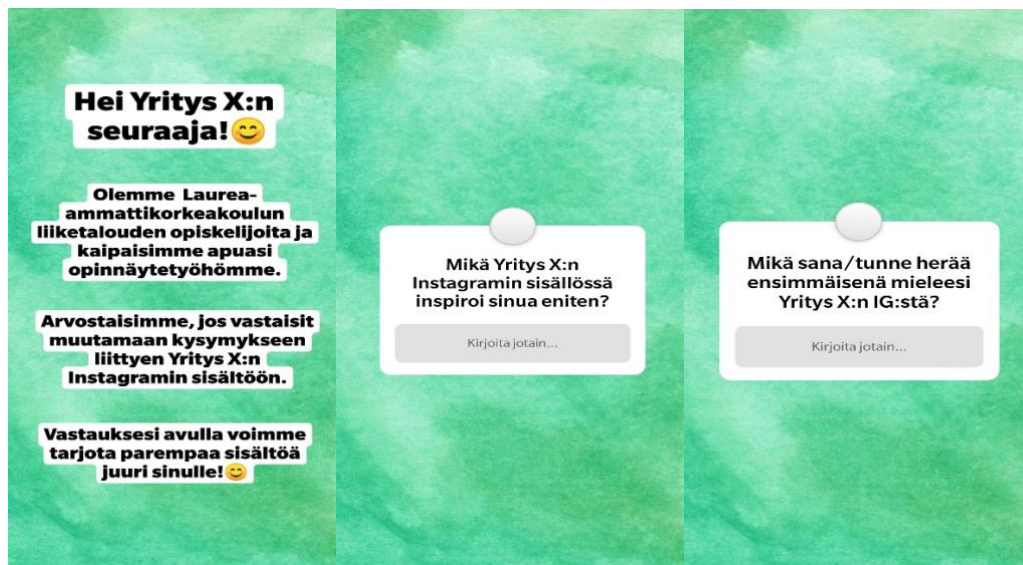 Hei Yritys X:n
seuraaja!😊
Olemme Laurea-
ammattikorkeakoulun
liiketalouden opiskelijoita ja
kaipaisimme apuasi
opinnäytetyöhömme.
Arvostaisimme, jos vastaisit
muutamaan kysymykseen
liittyen Yritys X:n
Instagramin sisältöön.
Vastauksesi avulla voimme
tarjota parempaa sisältöä
juuri sinulle!😊
Mikä Yritys X:n
Instagramin sisällössä
inspiroi sinua eniten?
Kirjoita jotain...
Mikä sana/tunne herää
ensimmäisenä mieleesi
Yritys X:n IG:stä?
Kirjoita jotain...